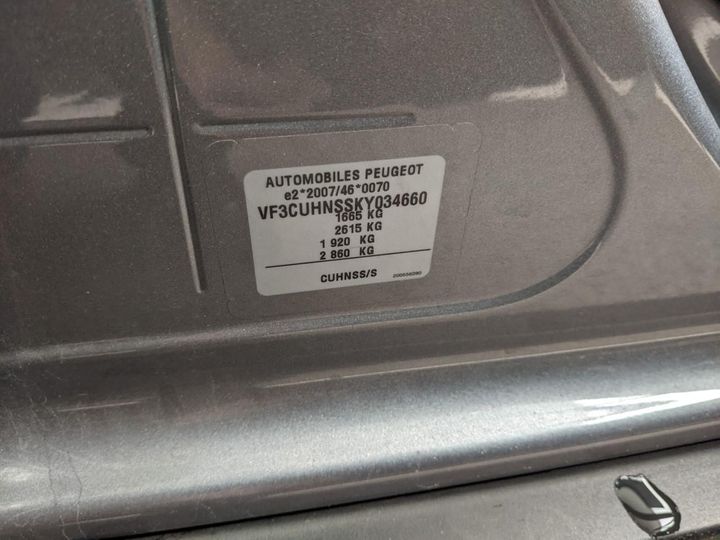 AUTOMOBILES PEUGEOT
e2*2007/46*0070
VF3CUHNSSKY034660
1665 KG
2615 KG
1 920 KG
2 860 KG
CUHNSS/S